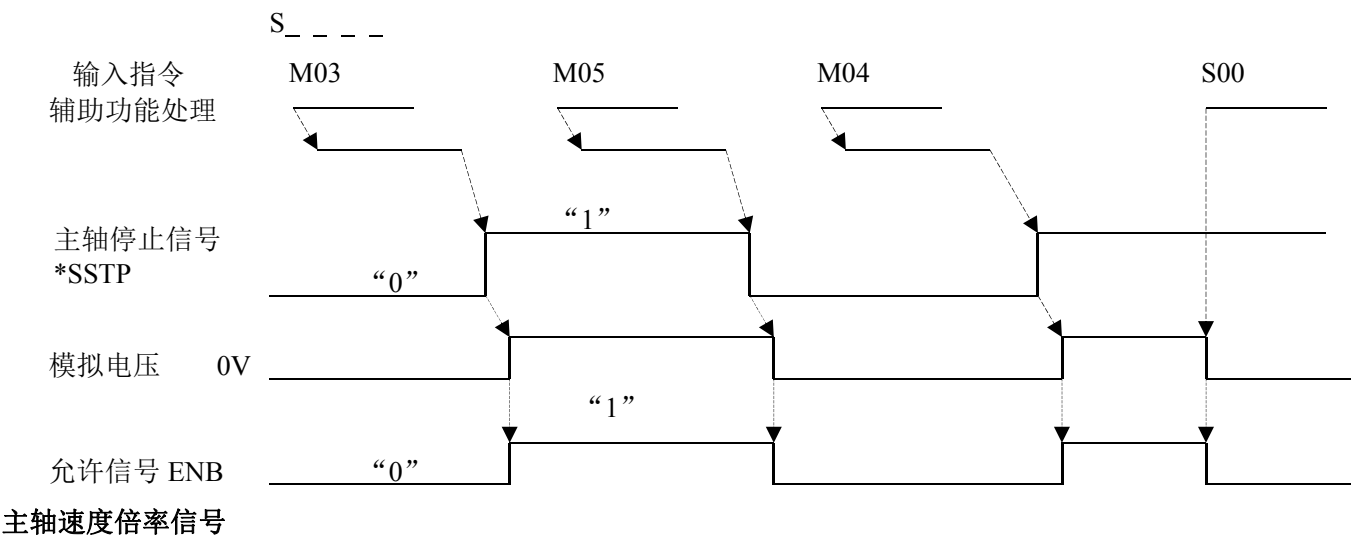 S_ _ _ _
输入指令 M03 M05 M04 S00
辅助功能处理
“1”
主轴停止信号
*SSTP “0”
模拟电压 0V
“1”
允许信号 ENB “0”
主轴速度倍率信号